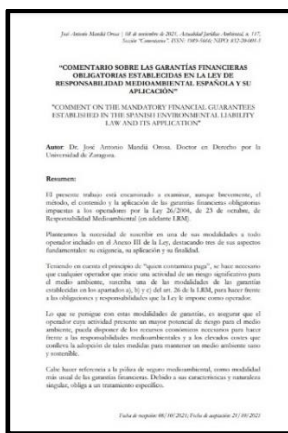 José Antonio Mandiá Orosa | 08 de noviembre de 2021, Actualidad Jurídica Ambiental, n. 117,
Sección "Comentarios", ISSN: 1989-5666; NIPO: 832-20-001-3
"COMENTARIO SOBRE LAS GARANTÍAS FINANCIERAS
OBLIGATORIAS ESTABLECIDAS EN LA LEY DE
RESPONSABILIDAD MEDIOAMBIENTAL ESPAÑOLA Y SU
APLICACIÓN"
"COMMENT ON THE MANDATORY FINANCIAL GUARANTEES
ESTABLISHED IN THE SPANISH ENVIRONMENTAL LIABILITY
LAW AND ITS APPLICATION"
Autor: Dr. José Antonio Mandiá Orosa, Doctor en Derecho por la
Universidad de Zaragoza.
Resumen:
El presente trabajo está encaminado a examinar, aunque brevemente, el
método, el contenido y la aplicación de las garantías financieras obligatorias
impuestas a los operadores por la Ley 26/2004, de 23 de octubre, de
Responsabilidad Medioambiental (en adelante LRM)
Planteamos la necesidad de suscribir en una de sus modalidades a todo
operador incluido en el Anexo III de la Ley, destacando tres de sus aspectos
fundamentales: su exigencia, su aplicación y su finalidad.
Teniendo en cuenta el principio de "quien contamina paga", se hace necesario
que cualquier operador que inicie una actividad de un riesgo significativo para
el medio ambiente, suscriba una de las modalidades de las garantías
establecidas en los apartados a), b) y c) del art. 26 de la LRM, para hacer frente
a las obligaciones y responsabilidades que la Ley le impone como operador.
Lo que se persigue con estas modalidades de garantías, es asegurar que el
operador cuya actividad presente un mayor potencial de riesgo para el medio
ambiente, pueda disponer de los recursos económicos necesarios para hacer
frente a las responsabilidades medioambientales y a los elevados costes que
conlleva la adopción de tales medidas para mantener un medio ambiente sano
y sostenible.
Cabe hacer referencia a la póliza de seguro medioambiental, como modalidad
más usual de las garantías financieras. Debido a sus características y naturaleza
singular, obliga a un tratamiento específico.
Fecha de recepción: 08/10/2021; Fecha de aceptación: 25/10/2021